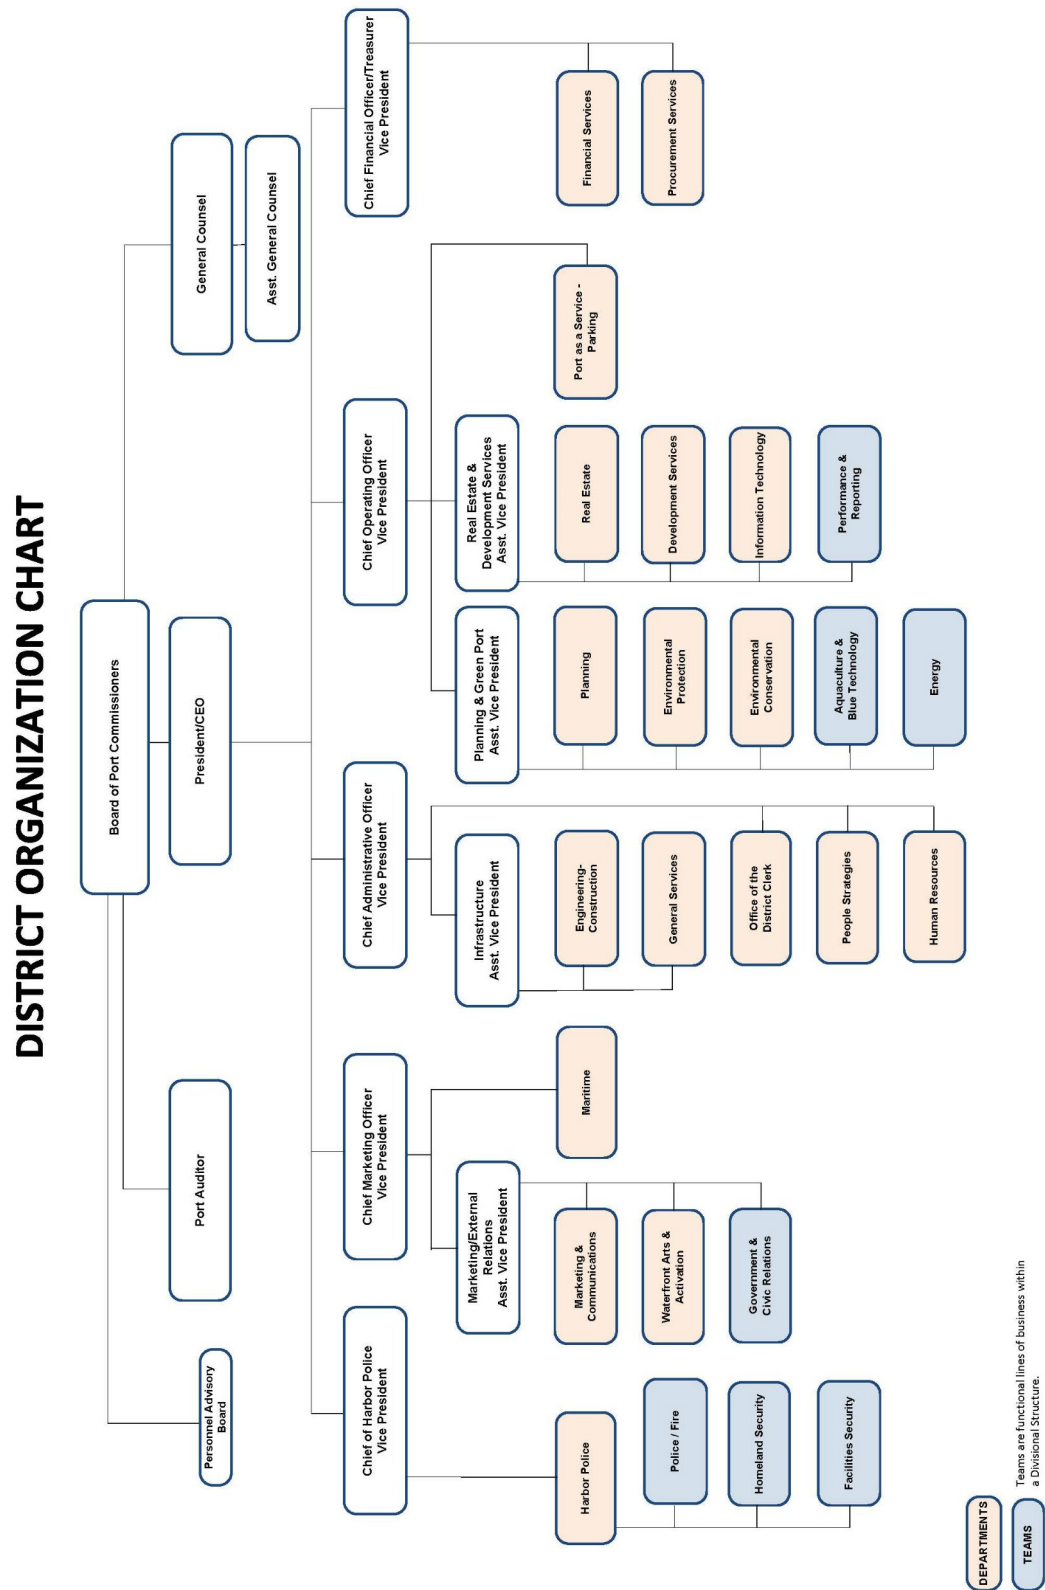 DISTRICT ORGANIZATION CHART
Board of Port Commissioners
Personnel Advisory
Board
Port Auditor
President/CEO
General Counsel
Asst. General Counsel
Chief of Harbor Police
Vice President
Chief Marketing Officer
Vice President
Chief Administrative Officer
Vice President
Chief Operating Officer
Vice President
Chief Financial Officer/Treasurer
Vice President
Marketing/External
Relations
Asst. Vice President
Infrastructure
Asst. Vice President
Planning & Green Port
Asst. Vice President
Real Estate &
Development Services
Asst. Vice President
Harbor Police
Police / Fire
Homeland Security
Facilities Security
Marketing &
Communications
Waterfront Arts &
Activation
Government &
Civic Relations
Maritime
Engineering-
Construction
General Services
Office of the
District Clerk
People Strategies
Human Resources
Planning
Environmental
Protection
Environmental
Conservation
Aquaculture &
Blue Technology
Energy
Real Estate
Development Services
Information Technology
Performance &
Reporting
Port as a Service -
Parking
Financial Services
Procurement Services
DEPARTMENTS
TEAMS
Teams are functional lines of business within
a Divisional Structure.